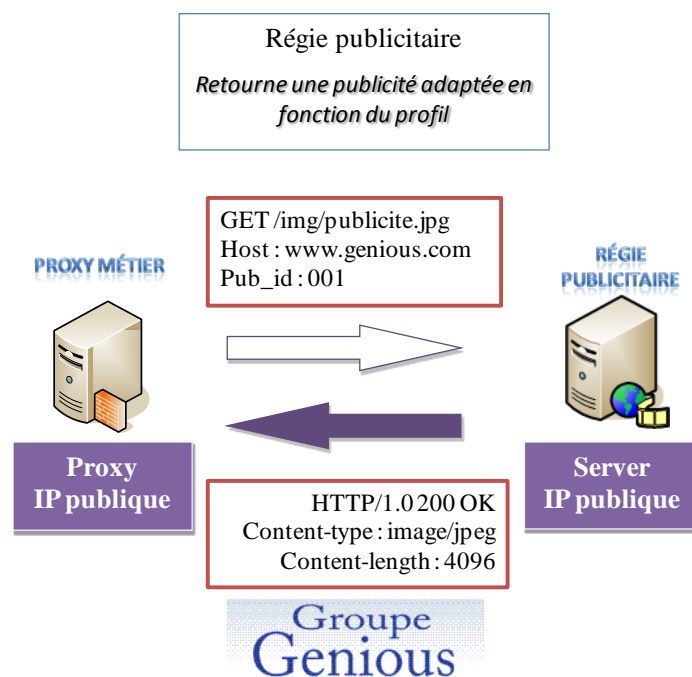 Régie publicitaire
Retourne une publicité adaptée en
fonction du profil
GET /img/publicite.jpg
Host : www.genious.com
Pub_id : 001
PROXY MÉTIER
RÉGIE
PUBLICITAIRE
Proxy
IP publique
Server
IP publique
HTTP/1.0 200 OK
Content-type : image/jpeg
Content-length : 4096
Groupe
Genious